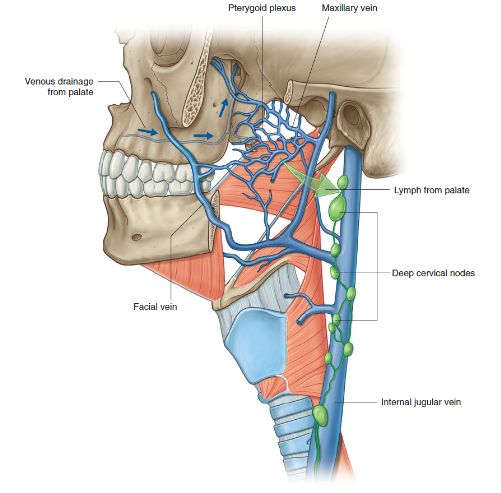 Pterygoid plexus
Maxillary vein
Venous drainage
from palate
Lymph from palate
Deep cervical nodes
Facial vein
Internal jugular vein